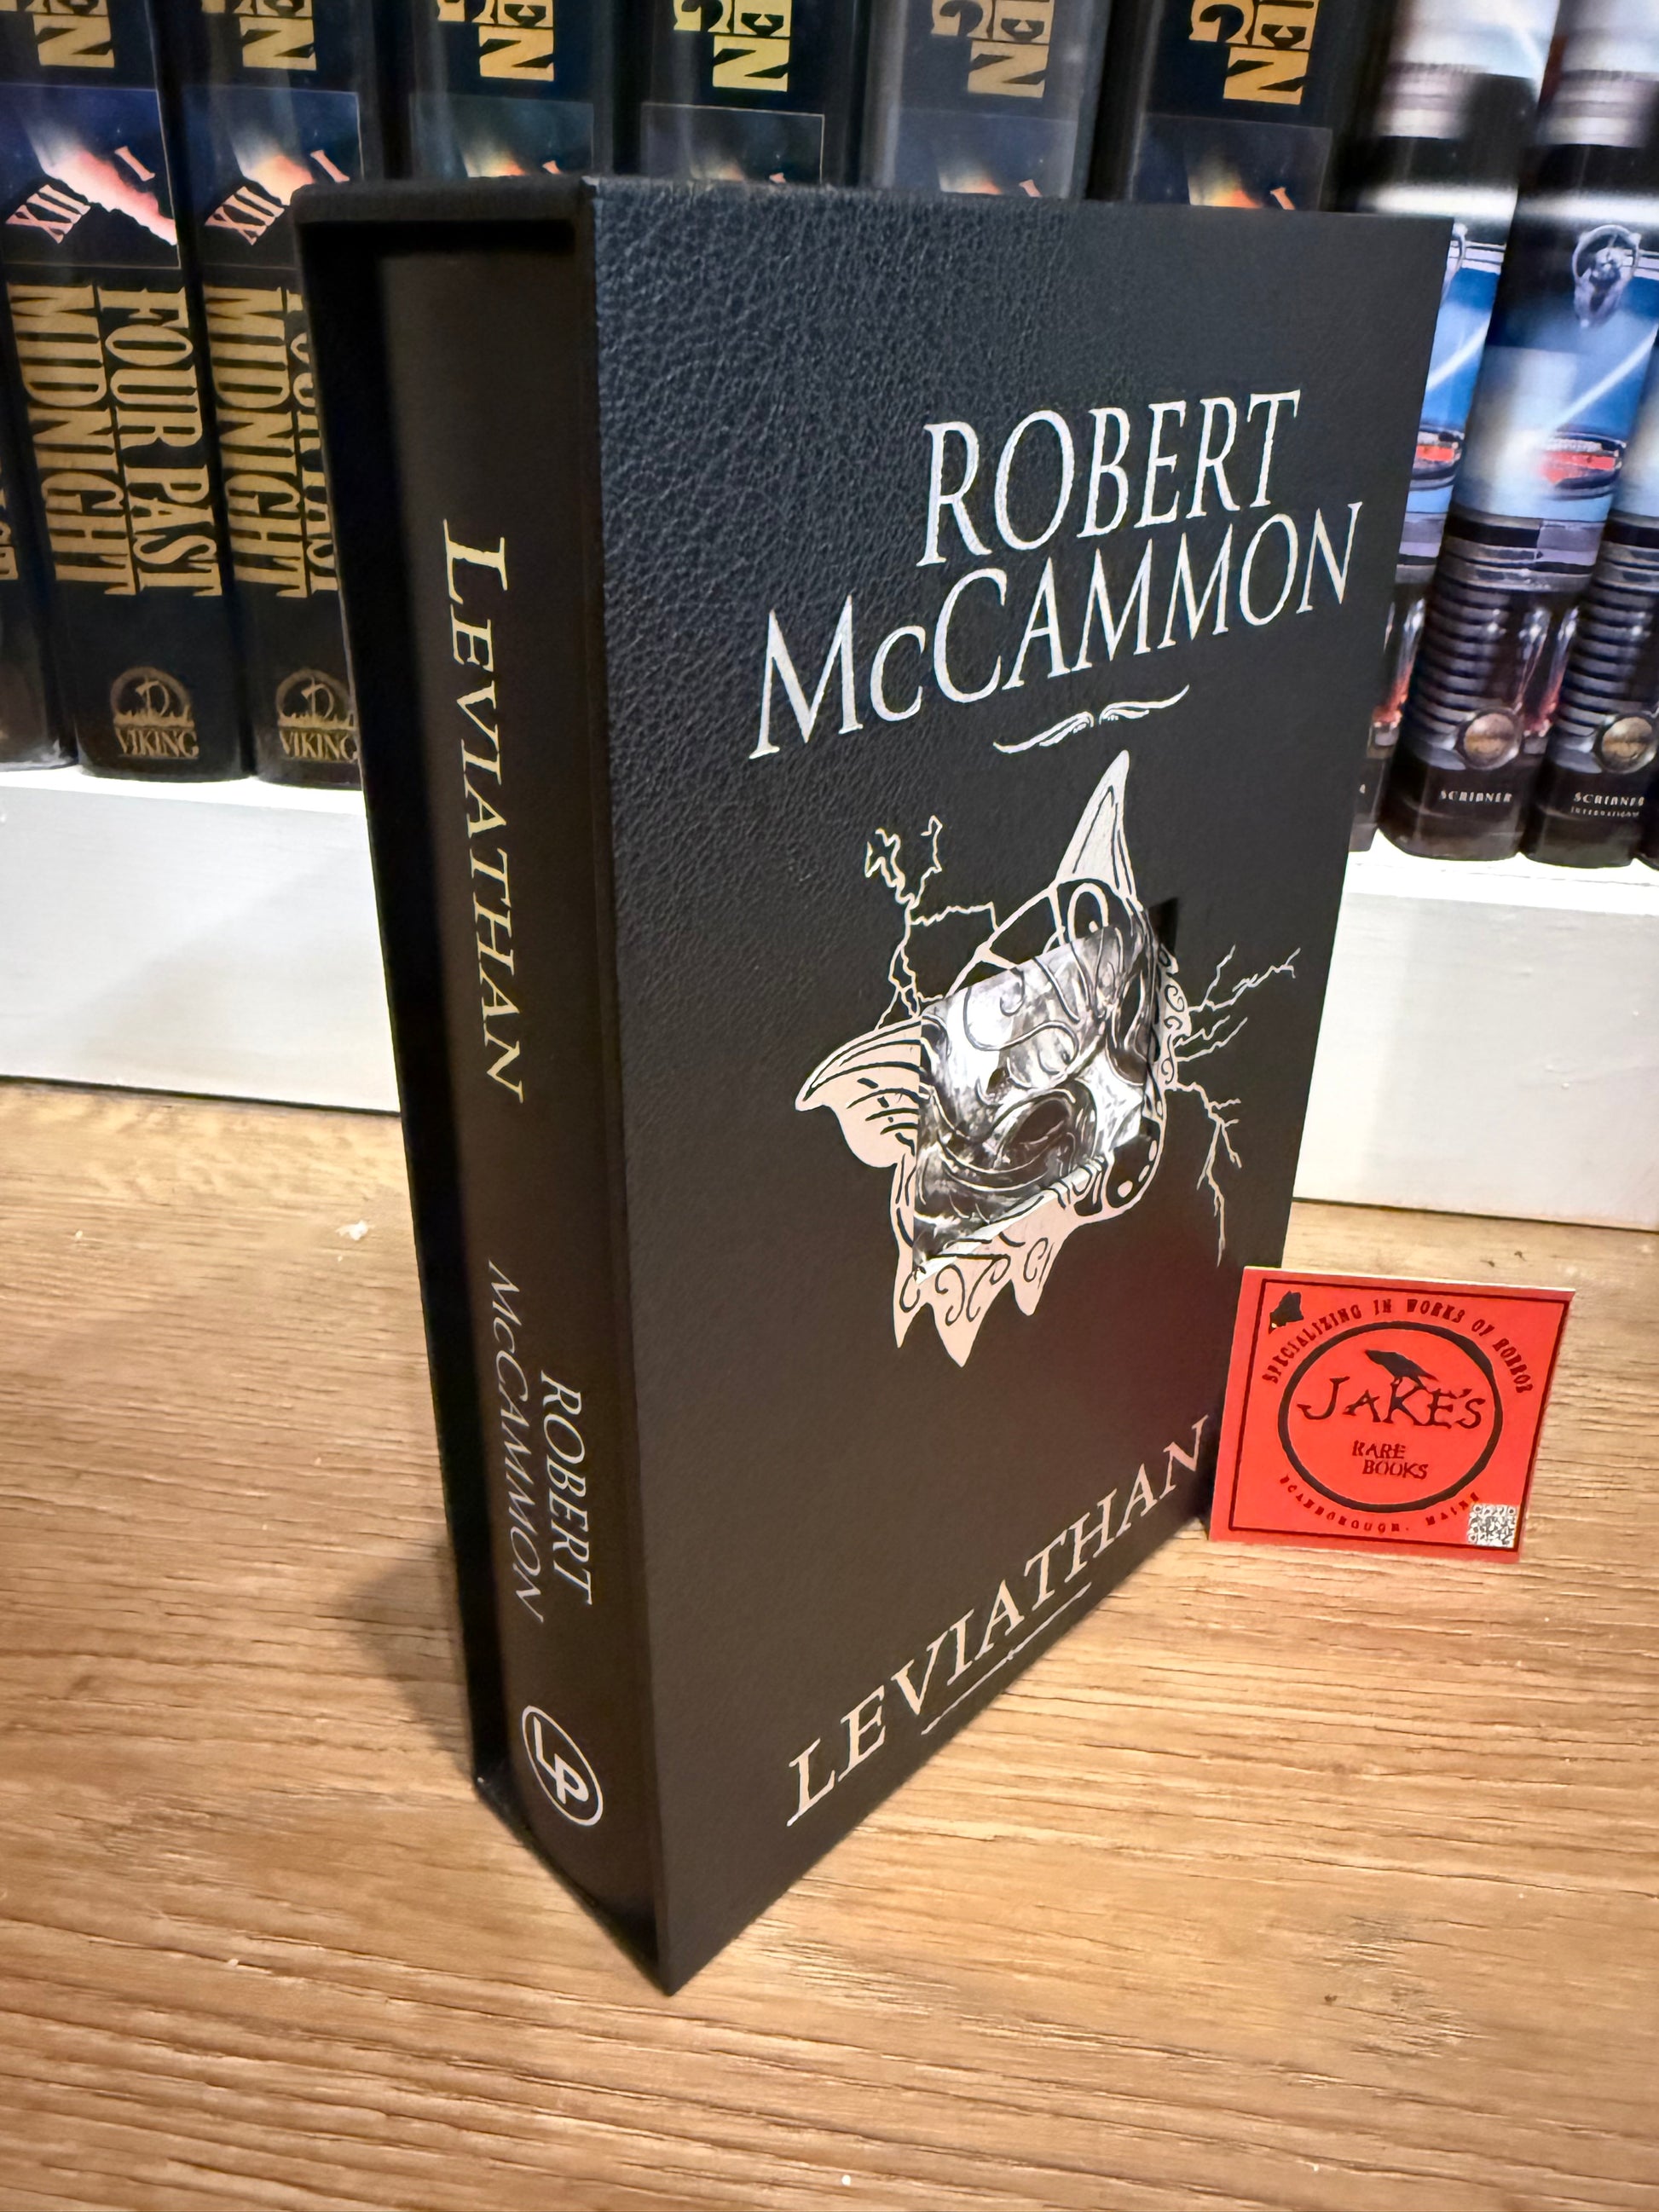 FOUR PAST
MIDNIGHT
VIKING
MIDNIGHT
VIKING
XII
I
XII
I
SCRIBNER
SCRIBNER
LEVIATHAN
ROBERT
McCAMMON
LP
ROBERT
McCAMMON
LEVIATHAN
SPECIALIZING IN WORKS OF HORROR
JAKE'S
RARE
BOOKS
SCARBOROUGH, MAINE